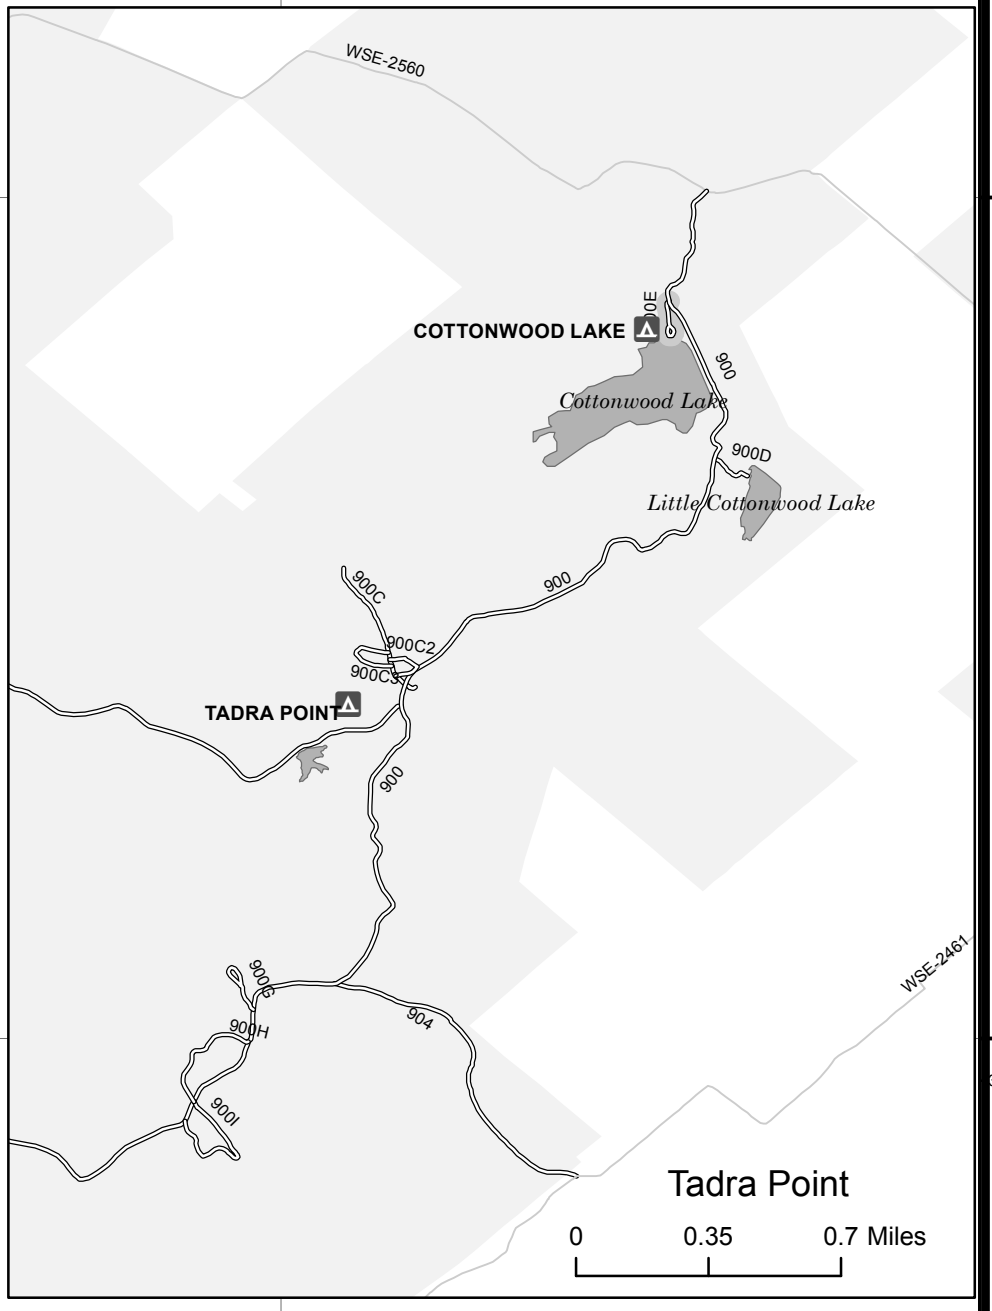 WSE-2560
00E
COTTONWOOD LAKE
900
Cottonwood Lake
900D
Little Cottonwood Lake
900
900C
900C2
900C3
TADRA POINT
900
WSE-2461
900G
904
900H
900I
Tadra Point
0 0.35 0.7 Miles